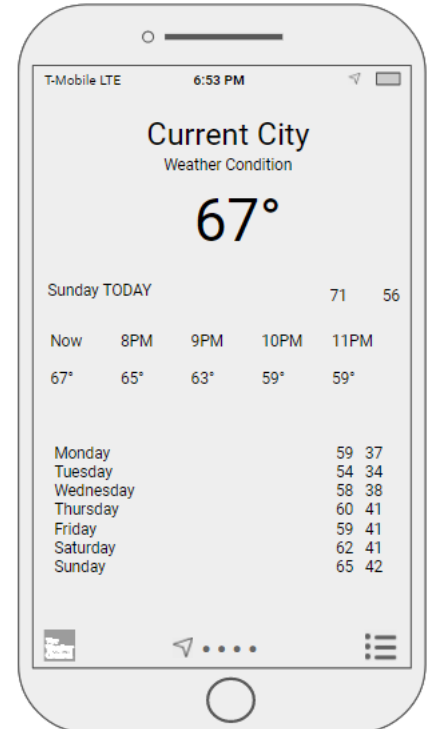 T-Mobile LTE 6:53 PM
Current City
Weather Condition
67°
Sunday TODAY 71 56
Now 8PM 9PM 10PM 11PM
67° 65° 63° 59° 59°
Monday 59 37
Tuesday 54 34
Wednesday 58 38
Thursday 60 41
Friday 59 41
Saturday 62 41
Sunday 65 42